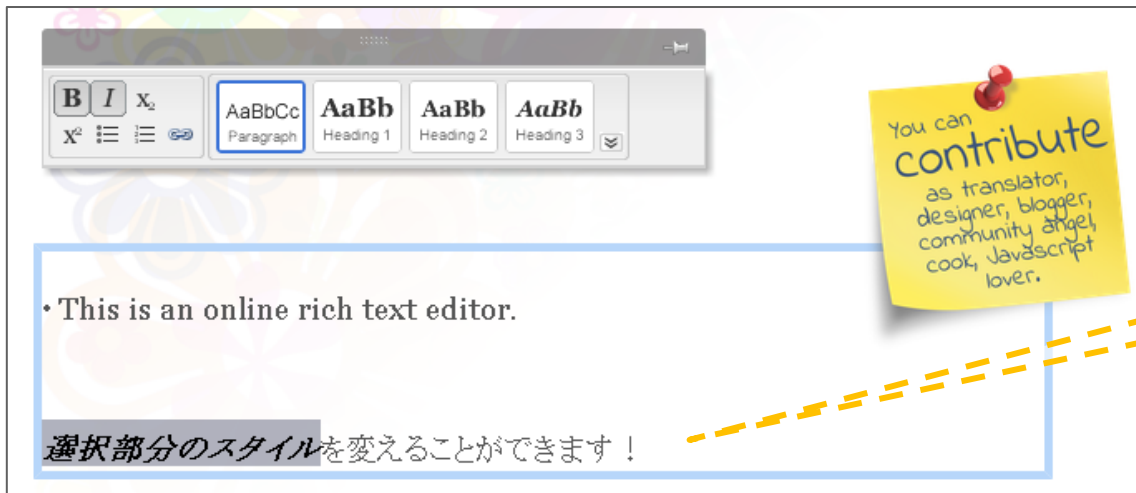 B I X₂
X² 
AaBbCc AaBb AaBb AaBb
Paragraph Heading 1 Heading 2 Heading 3
You can
contribute
as translator,
designer, blogger,
community angel,
cook, Javascript
lover.
• This is an online rich text editor.
選択部分のスタイルを変えることができます！